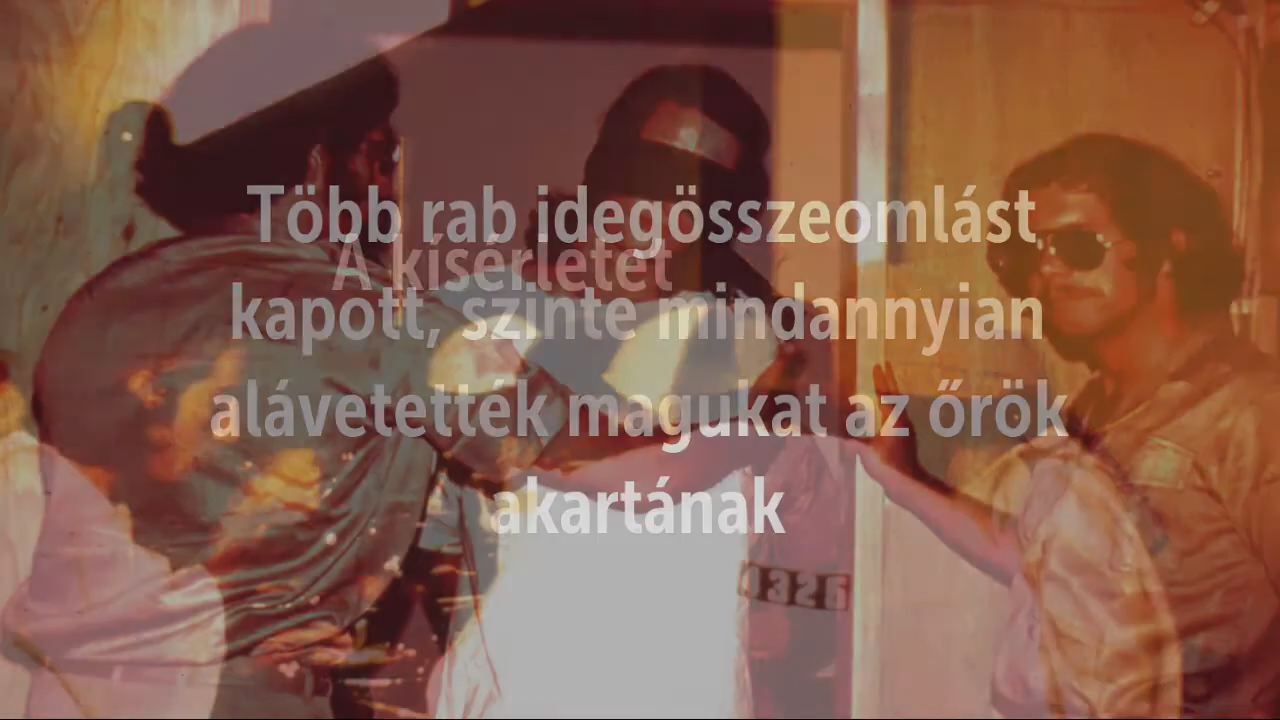 Több rab idegösszeomlást
A kísérletet
kapott, szinte mindannyian
alávetették magukat az őrök
akartának